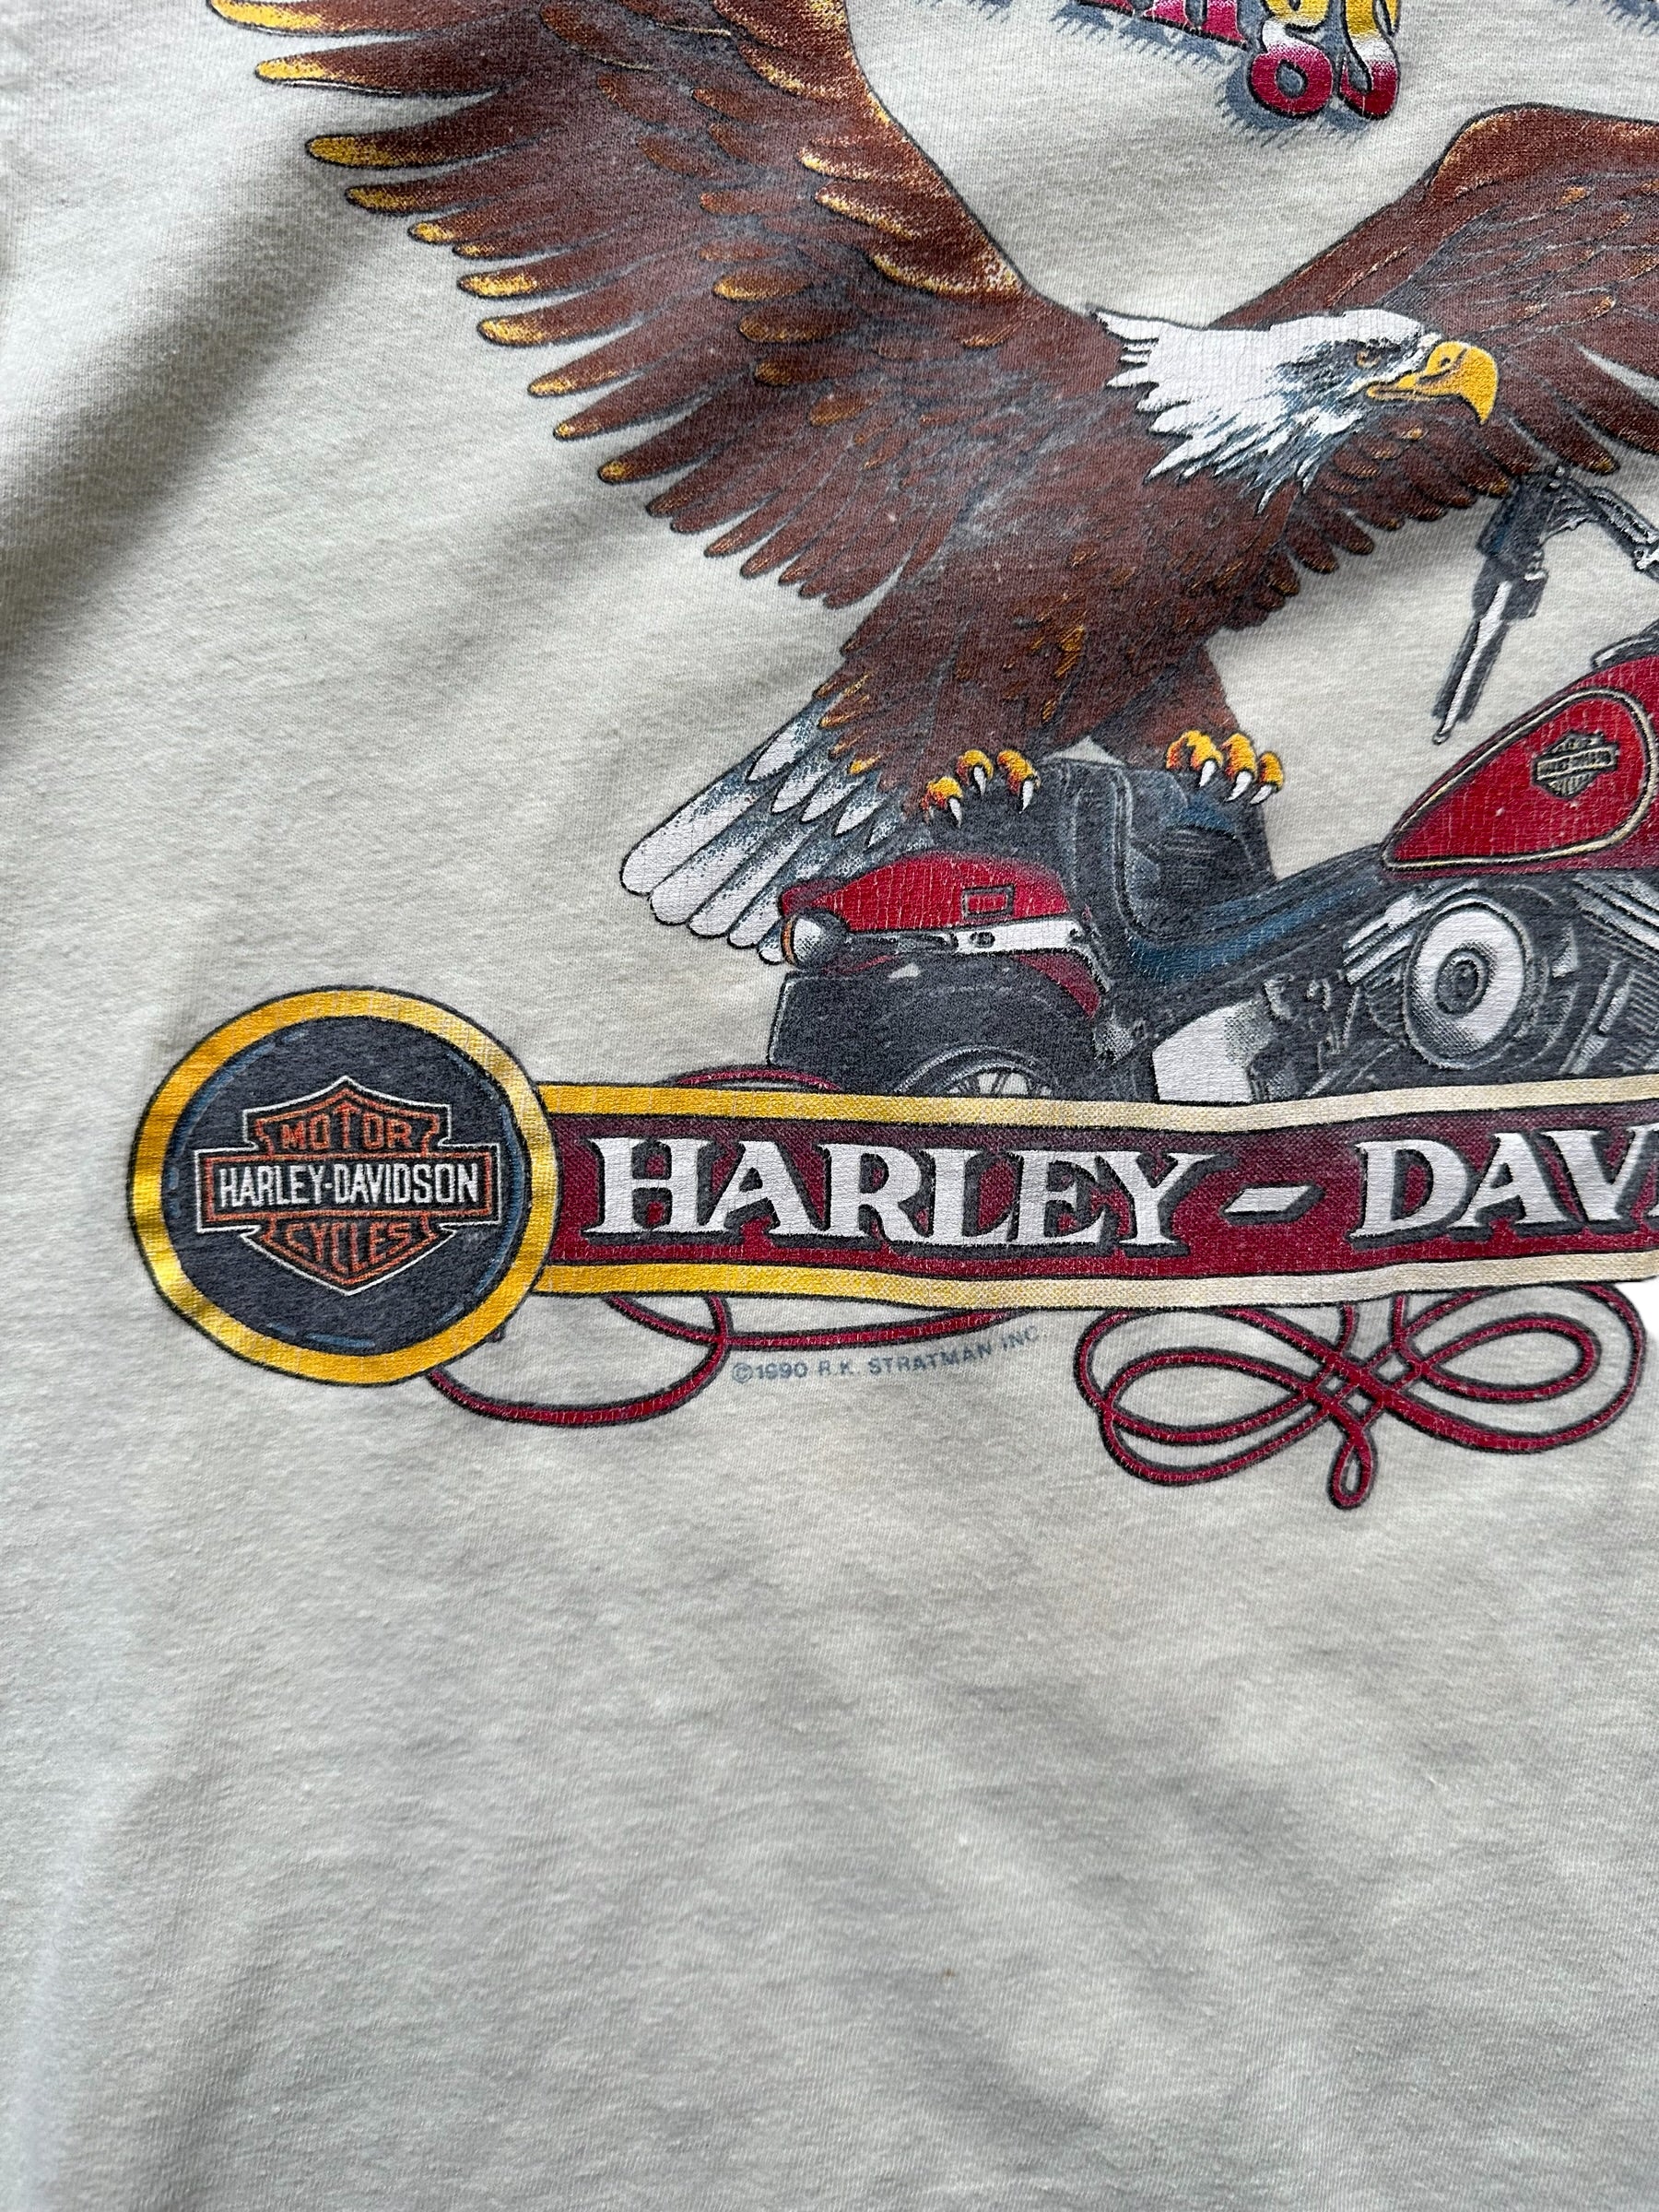 MOTOR
HARLEY-DAVIDSON
CYCLES
HARLEY - DAV
©1990 R.K. STRATMAN INC.